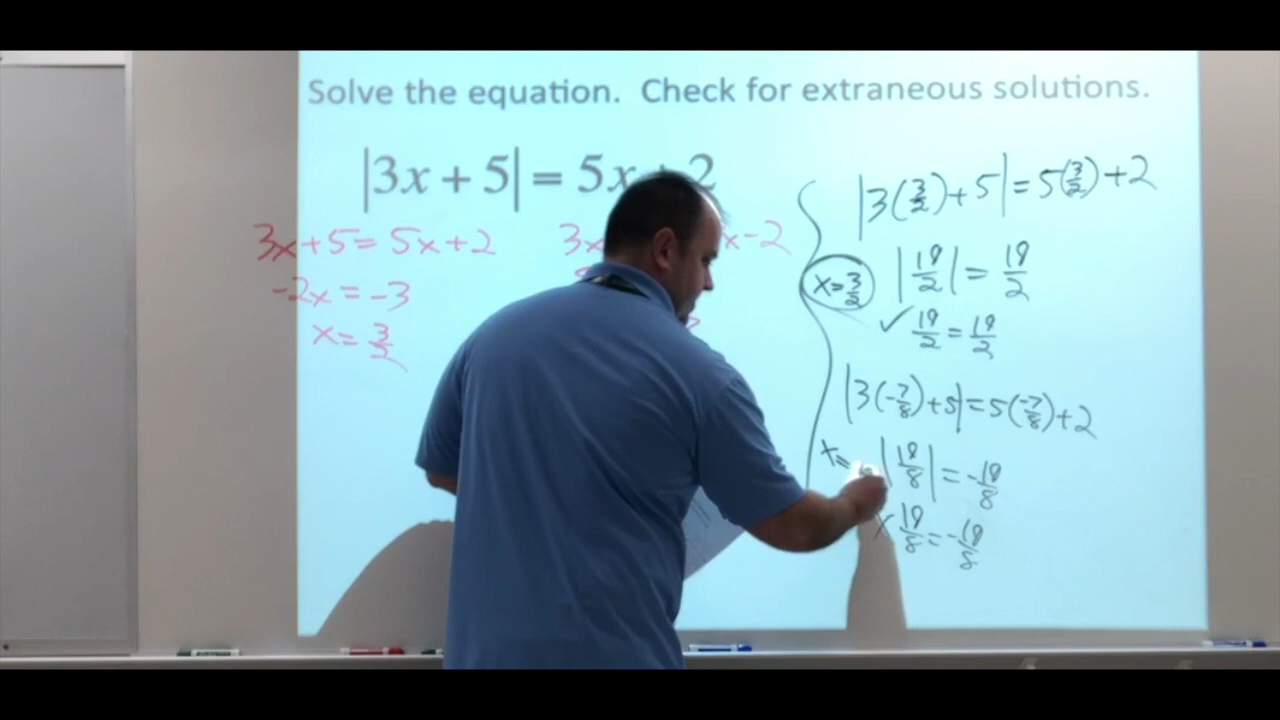 Solve the equation. Check for extraneous solutions.
|3x + 5| = 5x + 2
3x+5 = 5x+2
-2x = -3
x = 3/2
3x
x-2
|3(3/2)+5| = 5(3/2)+2
x = 3/2
|19/2| = 19/2
✓ 19/2 = 19/2
|3(-7/8)+5| = 5(-7/8)+2
x =
|19/8| = -19/8
x 19/8 = -19/8